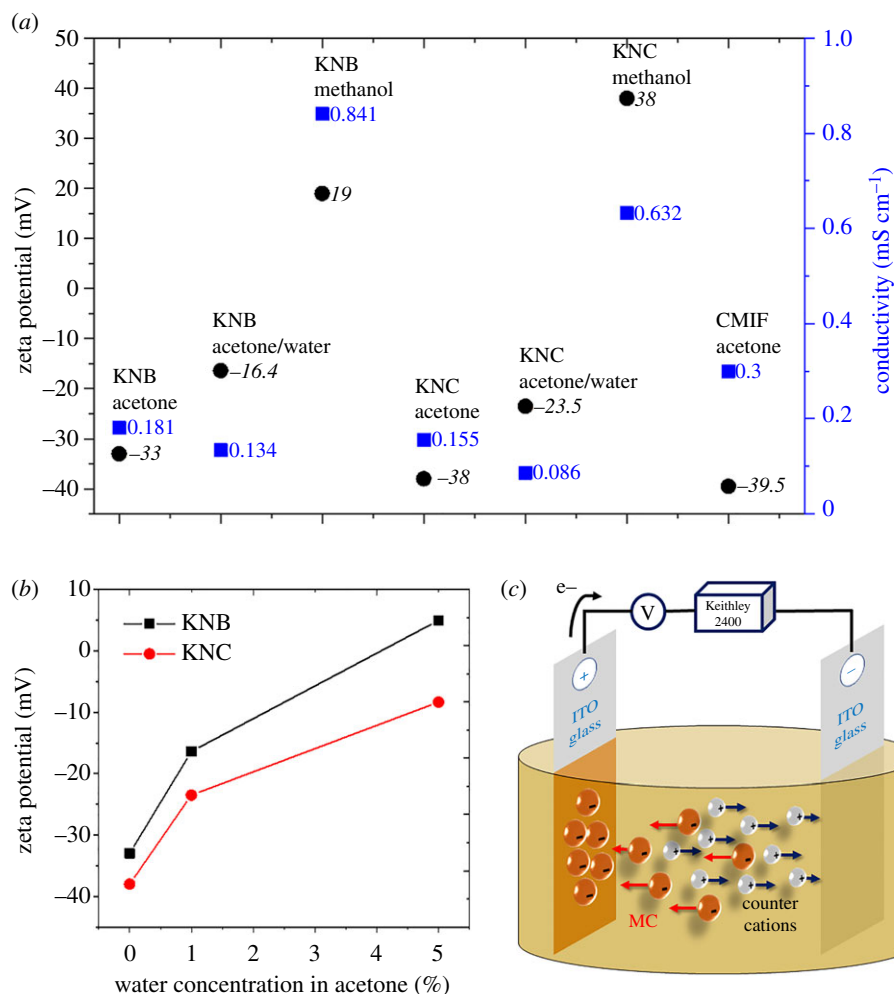 (a)
50
40
30
20
10
0
−10
−20
−30
−40
zeta potential (mV)
KNB
acetone
0.181
−33
KNB
acetone/water
−16.4
0.134
KNB
methanol
0.841
19
KNC
acetone
0.155
−38
KNC
acetone/water
−23.5
0.086
KNC
methanol
38
0.632
CMIF
acetone
0.3
−39.5
1.0
0.8
0.6
0.4
0.2
0
conductivity (mS cm−1)
(b)
10
0
−10
−20
−30
−40
zeta potential (mV)
KNB
KNC
0 1 2 3 4 5
water concentration in acetone (%)
(c)
e–
V
Keithley
2400
+
ITO
glass
−
ITO
glass
MC
counter
cations